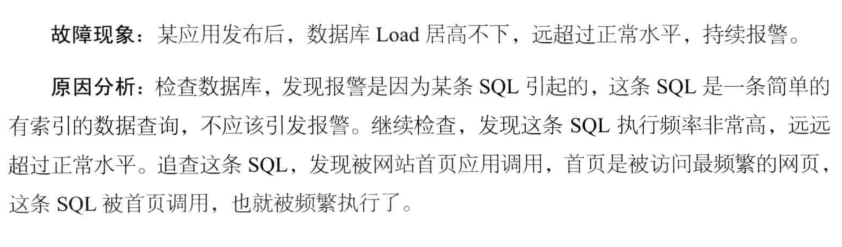 故障现象：某应用发布后，数据库 Load 居高不下，远超过正常水平，持续报警。
原因分析：检查数据库，发现报警是因为某条 SQL 引起的，这条 SQL 是一条简单的
有索引的数据查询，不应该引发报警。继续检查，发现这条 SQL 执行频率非常高，远远
超过正常水平。追查这条 SQL，发现被网站首页应用调用，首页是被访问最频繁的网页，
这条 SQL 被首页调用，也就被频繁执行了。